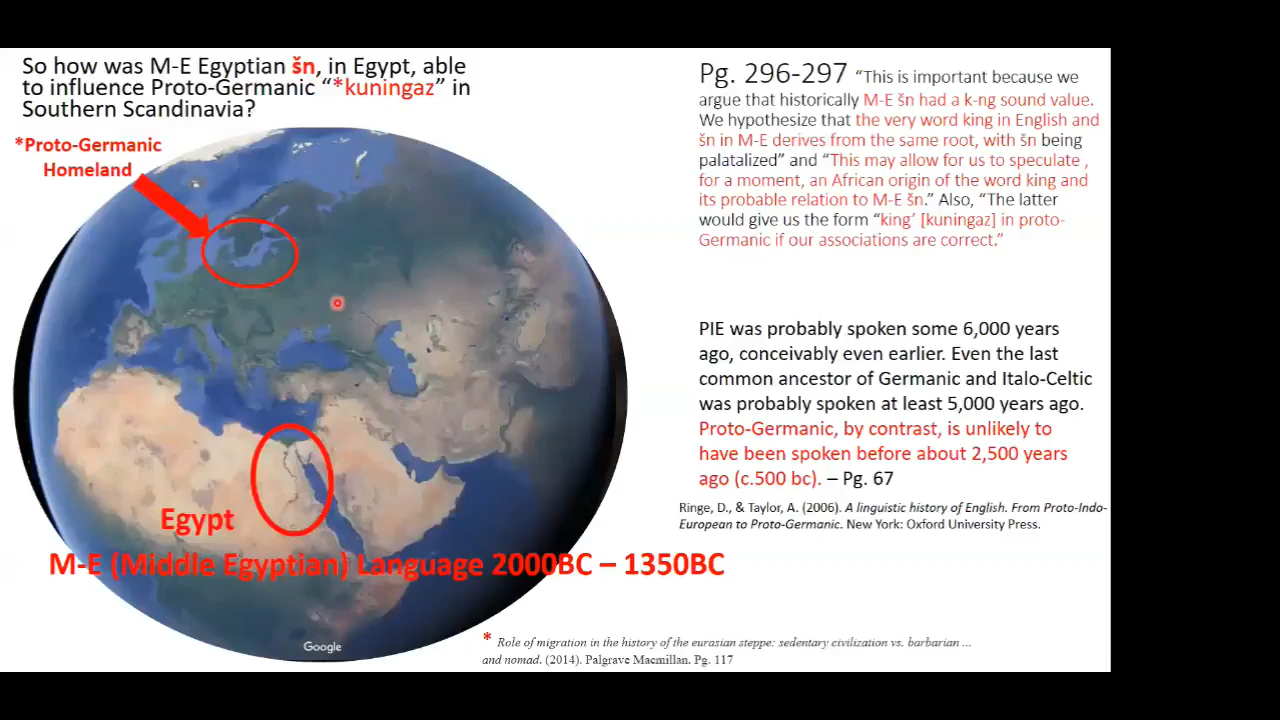 So how was M-E Egyptian šn, in Egypt, able
to influence Proto-Germanic “*kuningaz” in
Southern Scandinavia?
*Proto-Germanic
Homeland
Egypt
M-E (Middle Egyptian) Language 2000BC – 1350BC
Google
Pg. 296-297 “This is important because we
argue that historically M-E šn had a k-ng sound value.
We hypothesize that the very word king in English and
šn in M-E derives from the same root, with šn being
palatalized” and “This may allow for us to speculate ,
for a moment, an African origin of the word king and
its probable relation to M-E šn.” Also, “The latter
would give us the form “king’ [kuningaz] in proto-
Germanic if our associations are correct.”
PIE was probably spoken some 6,000 years
ago, conceivably even earlier. Even the last
common ancestor of Germanic and Italo-Celtic
was probably spoken at least 5,000 years ago.
Proto-Germanic, by contrast, is unlikely to
have been spoken before about 2,500 years
ago (c.500 bc). – Pg. 67
Ringe, D., & Taylor, A. (2006). A linguistic history of English. From Proto-Indo-
European to Proto-Germanic. New York: Oxford University Press.
* Role of migration in the history of the eurasian steppe: sedentary civilization vs. barbarian ...
and nomad. (2014). Palgrave Macmillan. Pg. 117